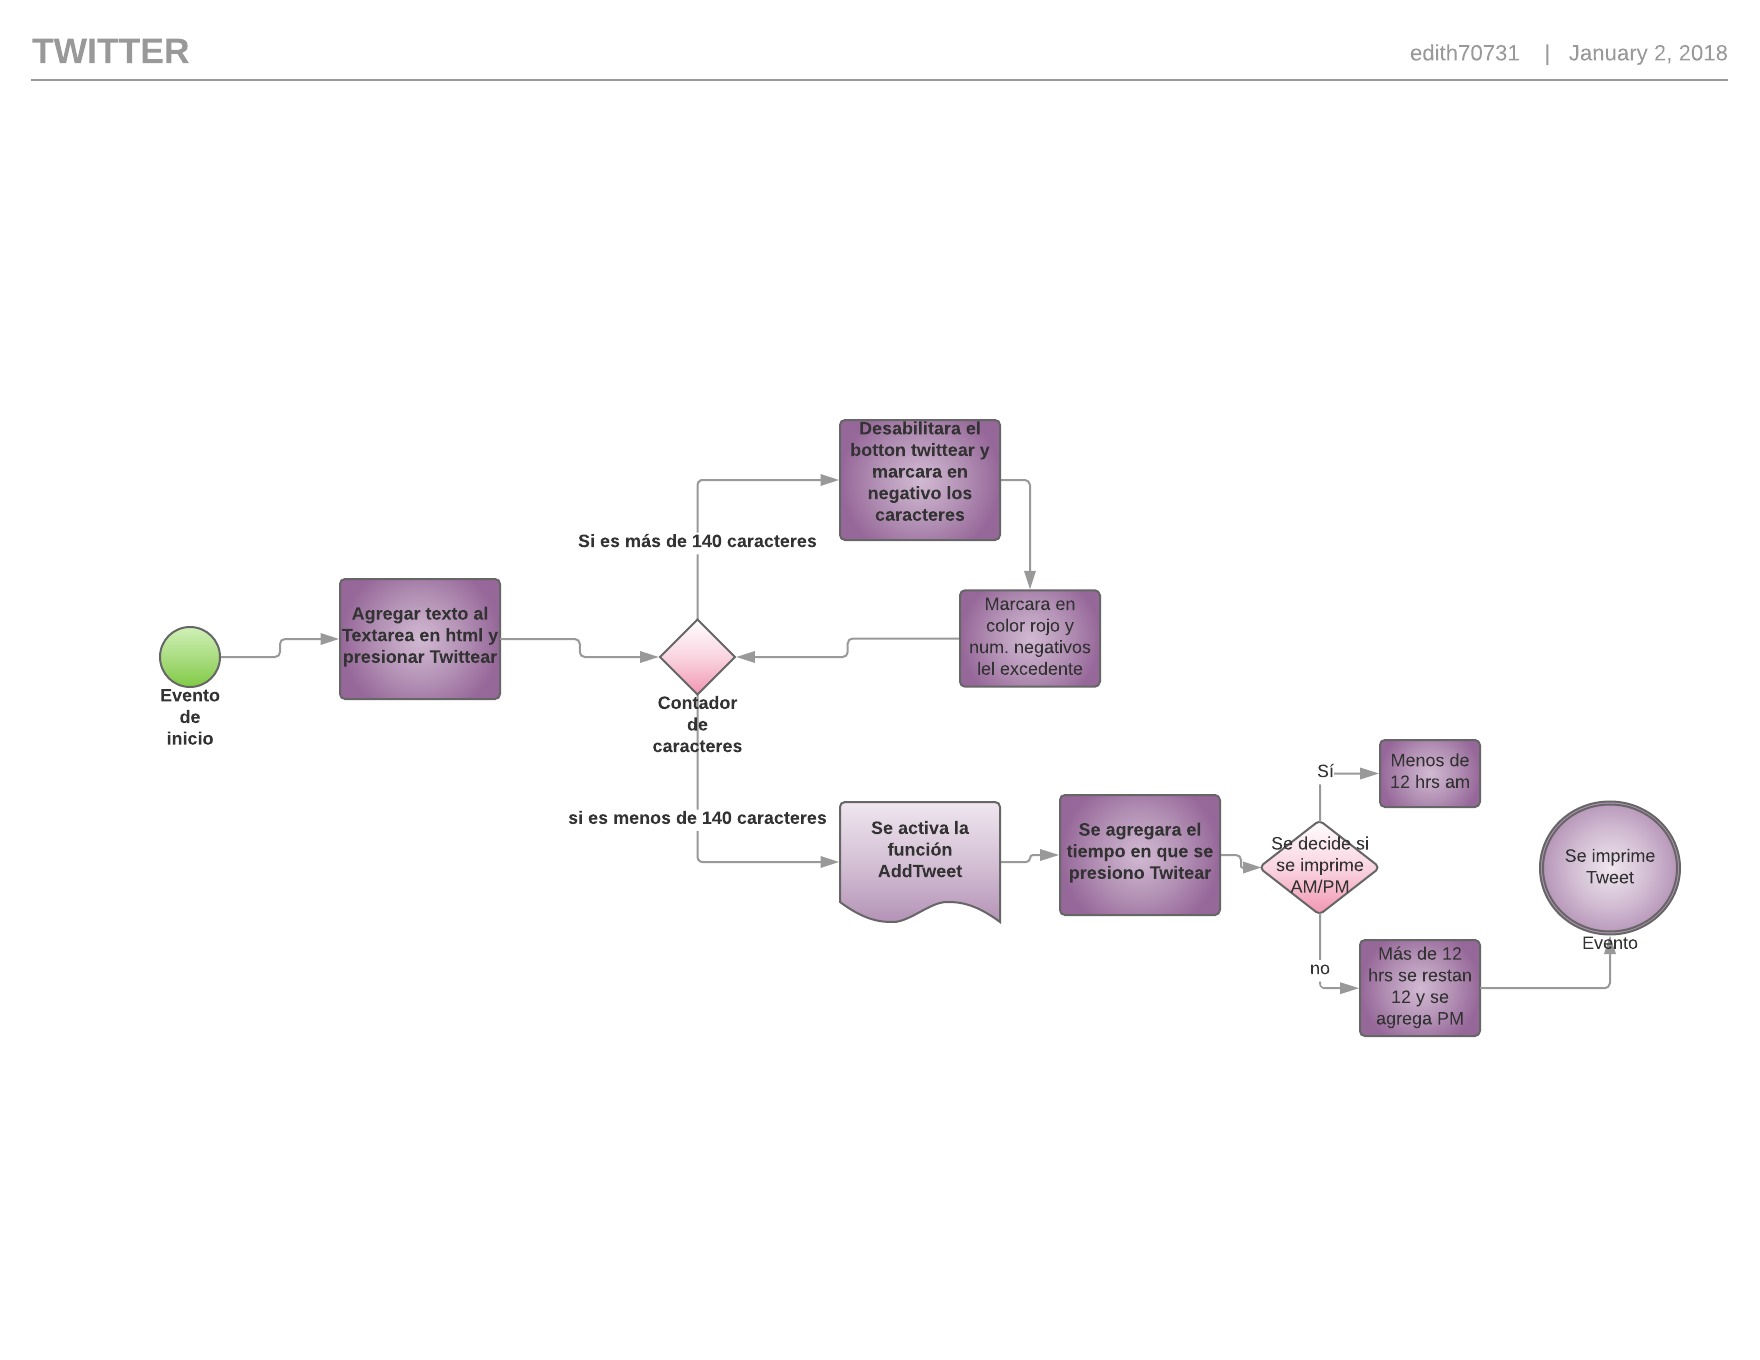 TWITTER
edith70731 | January 2, 2018
Desabilitara el
botton twittear y
marcara en
negativo los
caracteres
Si es más de 140 caracteres
Agregar texto al
Textarea en html y
presionar Twittear
Marcara en
color rojo y
num. negativos
lel excedente
Evento
de
inicio
Contador
de
caracteres
si es menos de 140 caracteres
Se activa la
función
AddTweet
Se agregara el
tiempo en que se
presiono Twitear
Sí
Menos de
12 hrs am
Se decide si
se imprime
AM/PM
no
Más de 12
hrs se restan
12 y se
agrega PM
Se imprime
Tweet
Evento